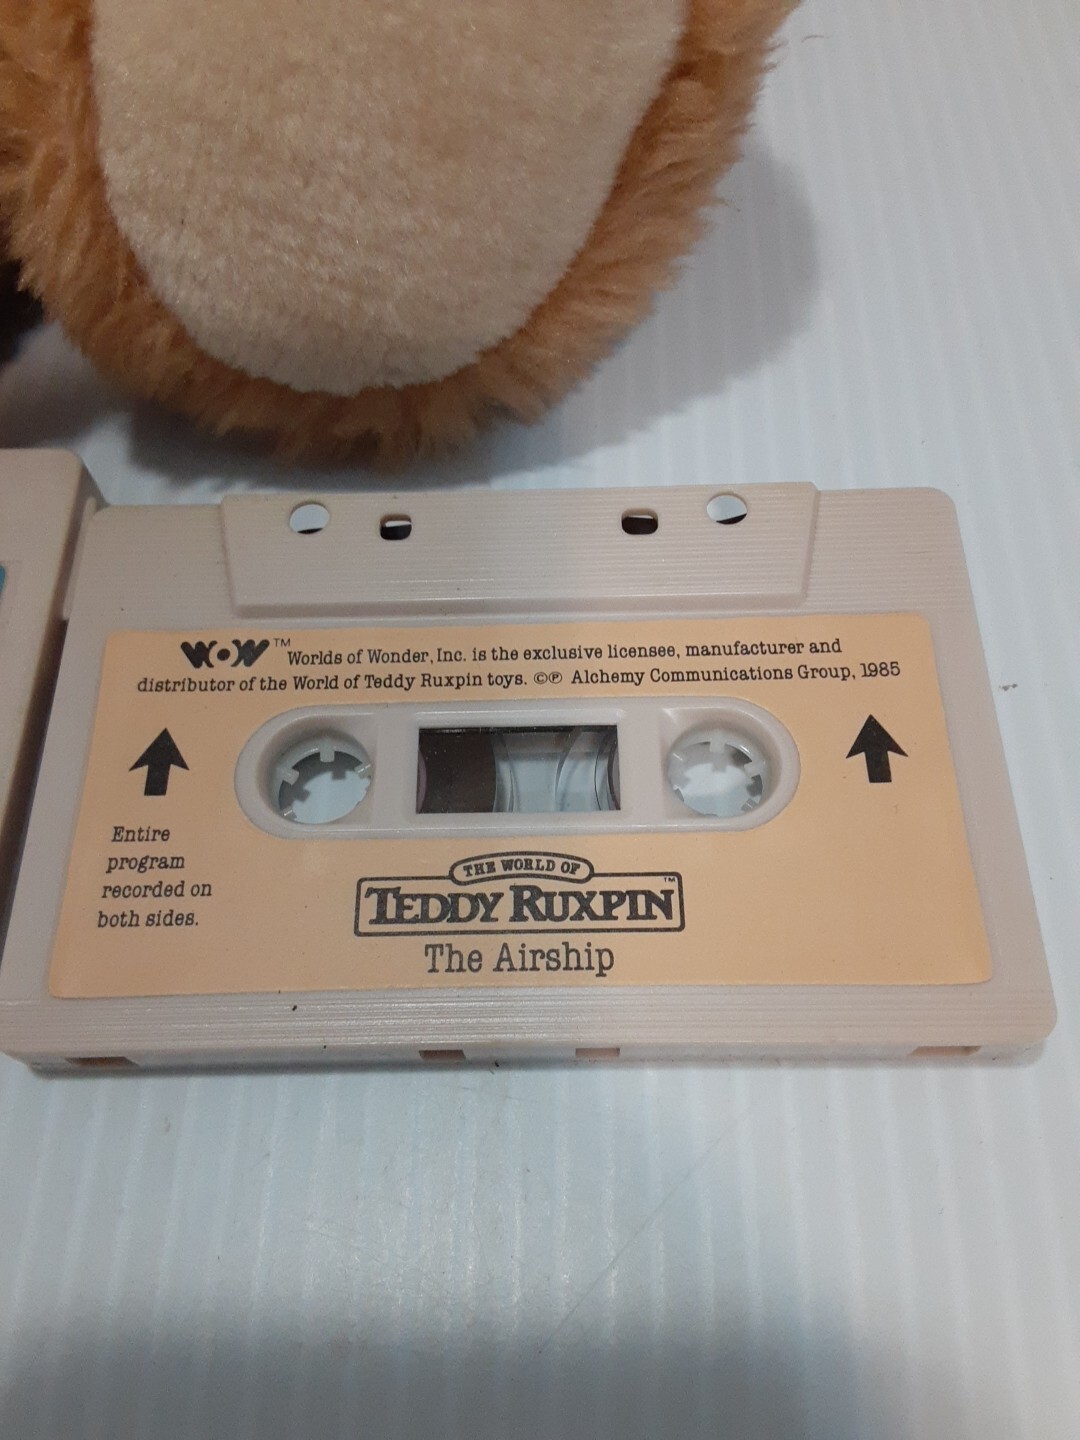 WOW™ Worlds of Wonder, Inc. is the exclusive licensee, manufacturer and
distributor of the World of Teddy Ruxpin toys. ©℗ Alchemy Communications Group, 1985
Entire
program
recorded on
both sides.
THE WORLD OF
TEDDY RUXPIN™
The Airship